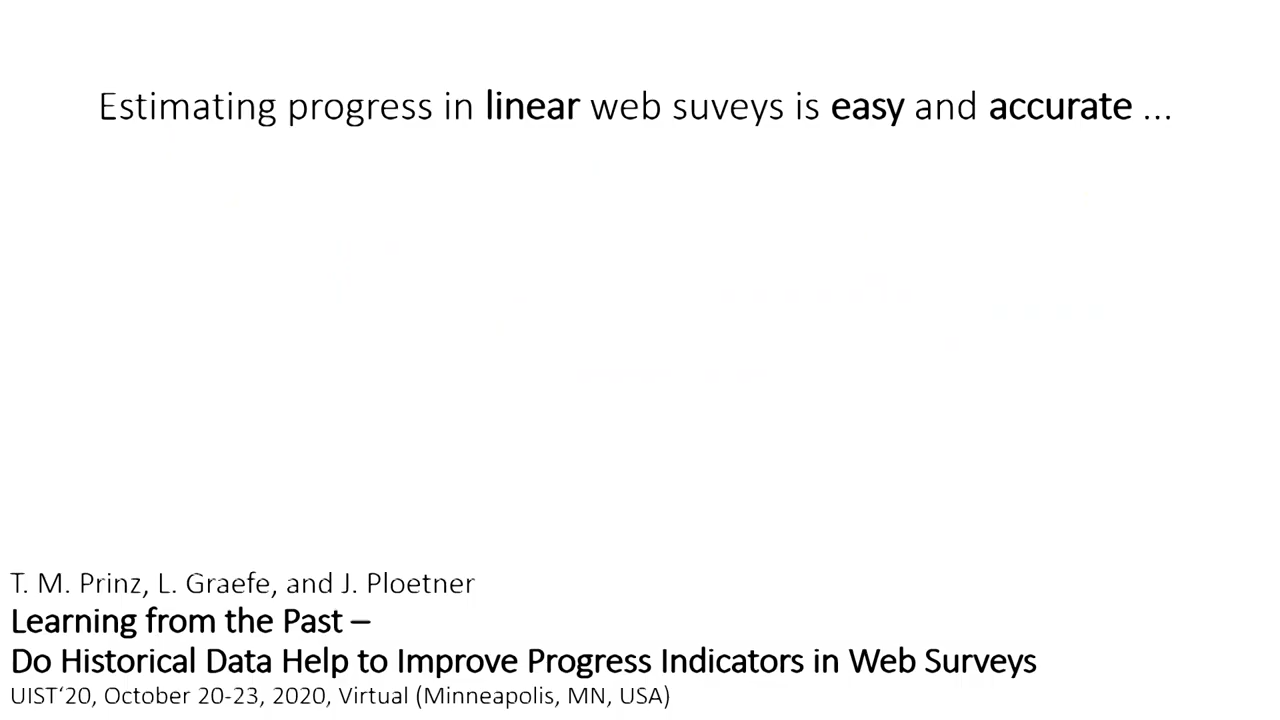 Estimating progress in linear web suveys is easy and accurate ...
T. M. Prinz, L. Graefe, and J. Ploetner
Learning from the Past –
Do Historical Data Help to Improve Progress Indicators in Web Surveys
UIST‘20, October 20-23, 2020, Virtual (Minneapolis, MN, USA)